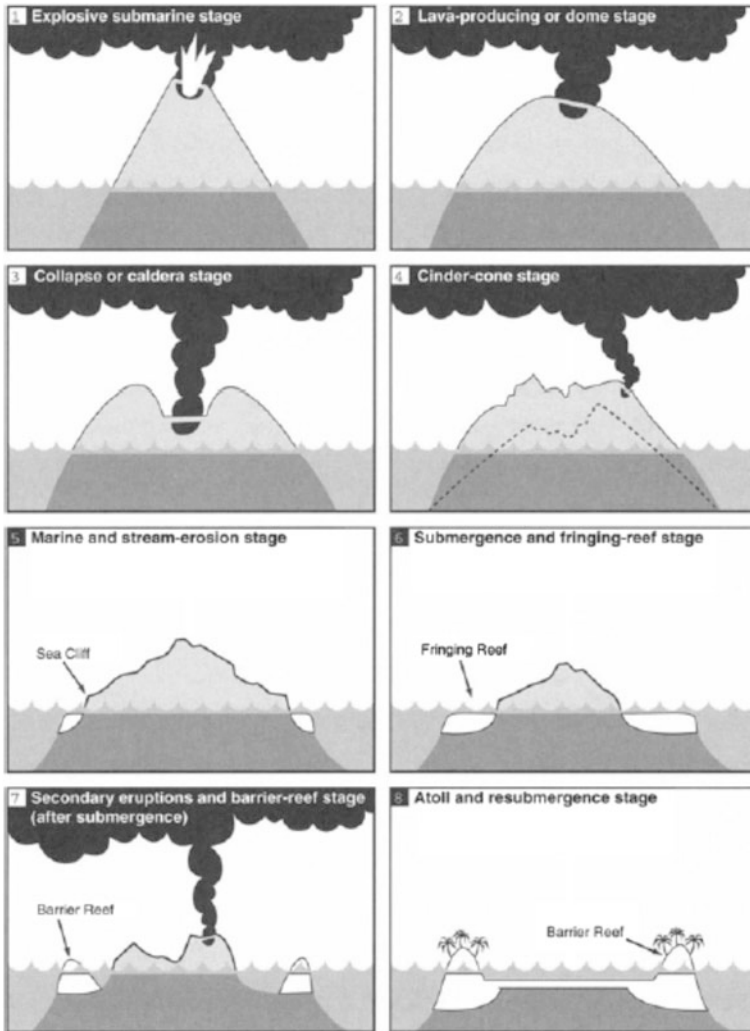 1 Explosive submarine stage
2 Lava-producing or dome stage
3 Collapse or caldera stage
4 Cinder-cone stage
5 Marine and stream-erosion stage
Sea Cliff
6 Submergence and fringing-reef stage
Fringing Reef
7 Secondary eruptions and barrier-reef stage
(after submergence)
Barrier Reef
8 Atoll and resubmergence stage
Barrier Reef